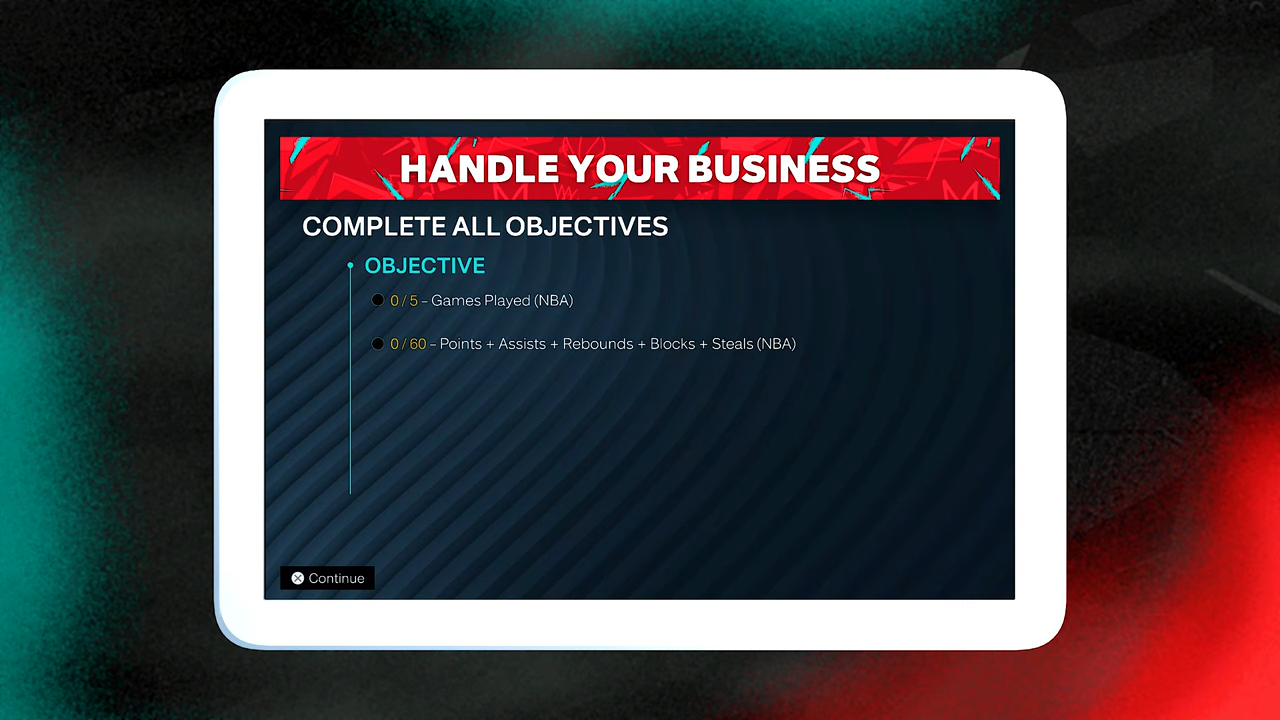 HANDLE YOUR BUSINESS
COMPLETE ALL OBJECTIVES
OBJECTIVE
0 / 5 – Games Played (NBA)
0 / 60 – Points + Assists + Rebounds + Blocks + Steals (NBA)
Continue